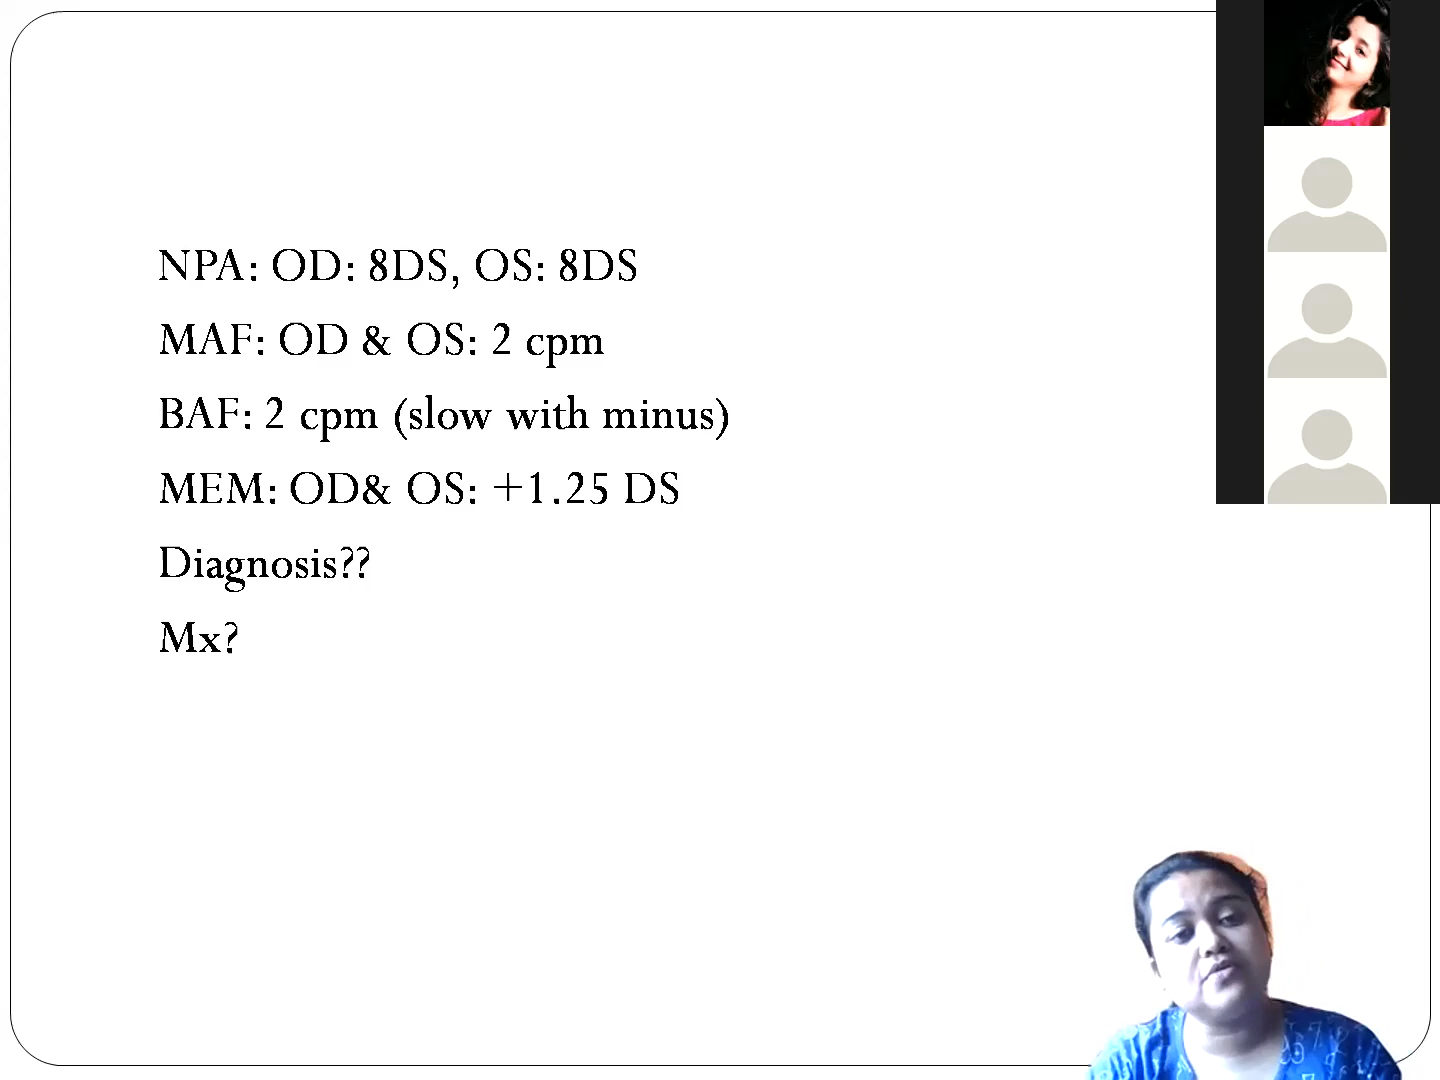 NPA: OD: 8DS, OS: 8DS
MAF: OD & OS: 2 cpm
BAF: 2 cpm (slow with minus)
MEM: OD& OS: +1.25 DS
Diagnosis??
Mx?